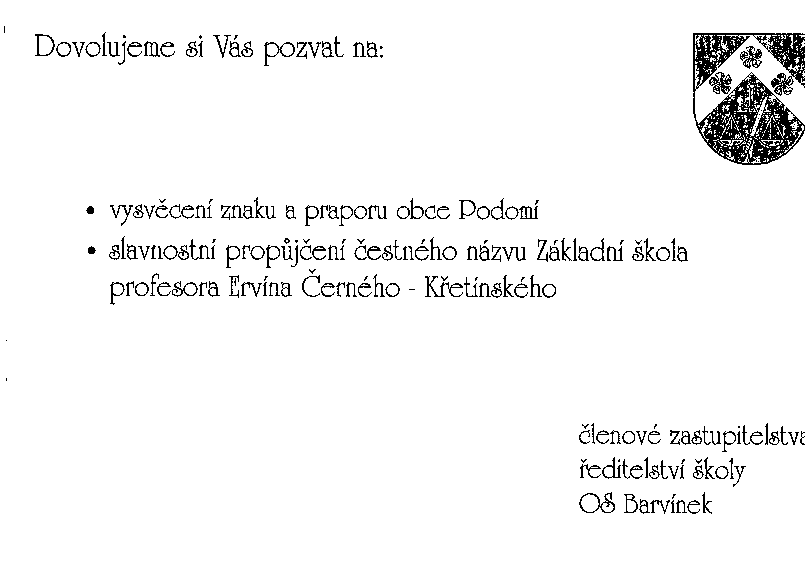 Dovolujeme si Vás pozvat na:
• vysvěcení znaku a praporu obce Podomí
• slavnostní propůjčení čestného názvu Základní škola
profesora Ervína Černého - Křetínského
členové zastupitelstva
ředitelství školy
OS Barvínek